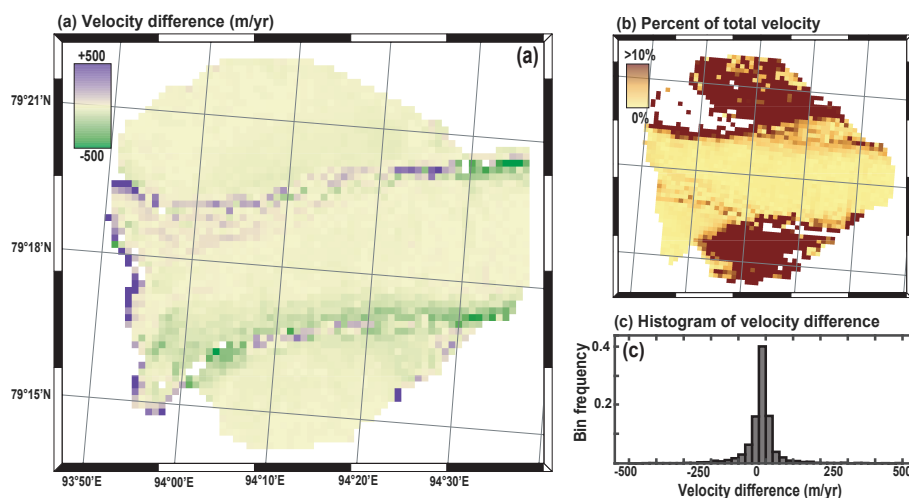 (a) Velocity difference (m/yr)
+500
-500
(a)
79°21'N
79°18'N
79°15'N
93°50'E
94°00'E
94°10'E
94°20'E
94°30'E
(b) Percent of total velocity
>10%
0%
(c) Histogram of velocity difference
(c)
Bin frequency
0.4
0.2
-500
-250
0
250
500
Velocity difference (m/yr)